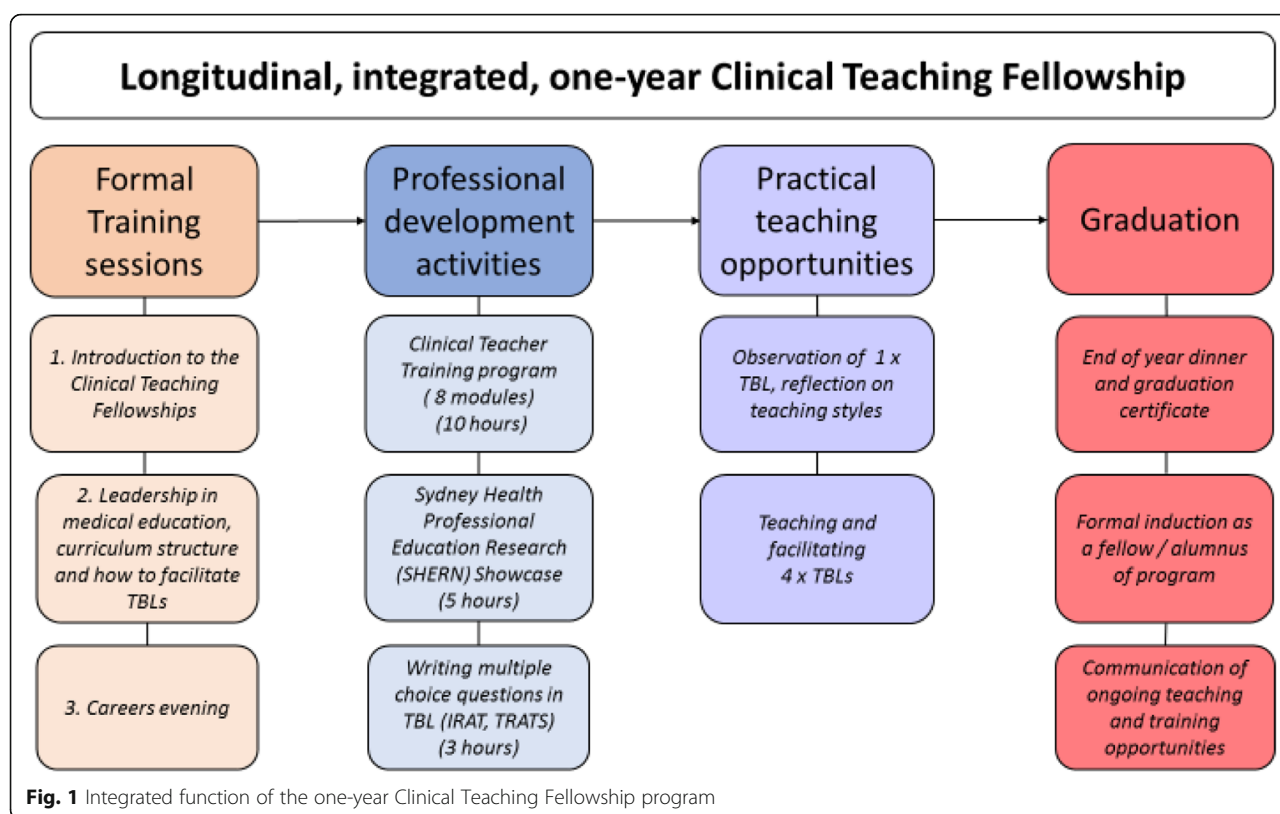 Longitudinal, integrated, one-year Clinical Teaching Fellowship
Formal
Training
sessions
1. Introduction to the
Clinical Teaching
Fellowships
2. Leadership in
medical education,
curriculum structure
and how to facilitate
TBLs
3. Careers evening
Professional
development
activities
Clinical Teacher
Training program
( 8 modules)
(10 hours)
Sydney Health
Professional
Education Research
(SHERN) Showcase
(5 hours)
Writing multiple
choice questions in
TBL (IRAT, TRATS)
(3 hours)
Practical
teaching
opportunities
Observation of 1 x
TBL, reflection on
teaching styles
Teaching and
facilitating
4 x TBLs
Graduation
End of year dinner
and graduation
certificate
Formal induction as
a fellow / alumnus
of program
Communication of
ongoing teaching
and training
opportunities
Fig. 1 Integrated function of the one-year Clinical Teaching Fellowship program